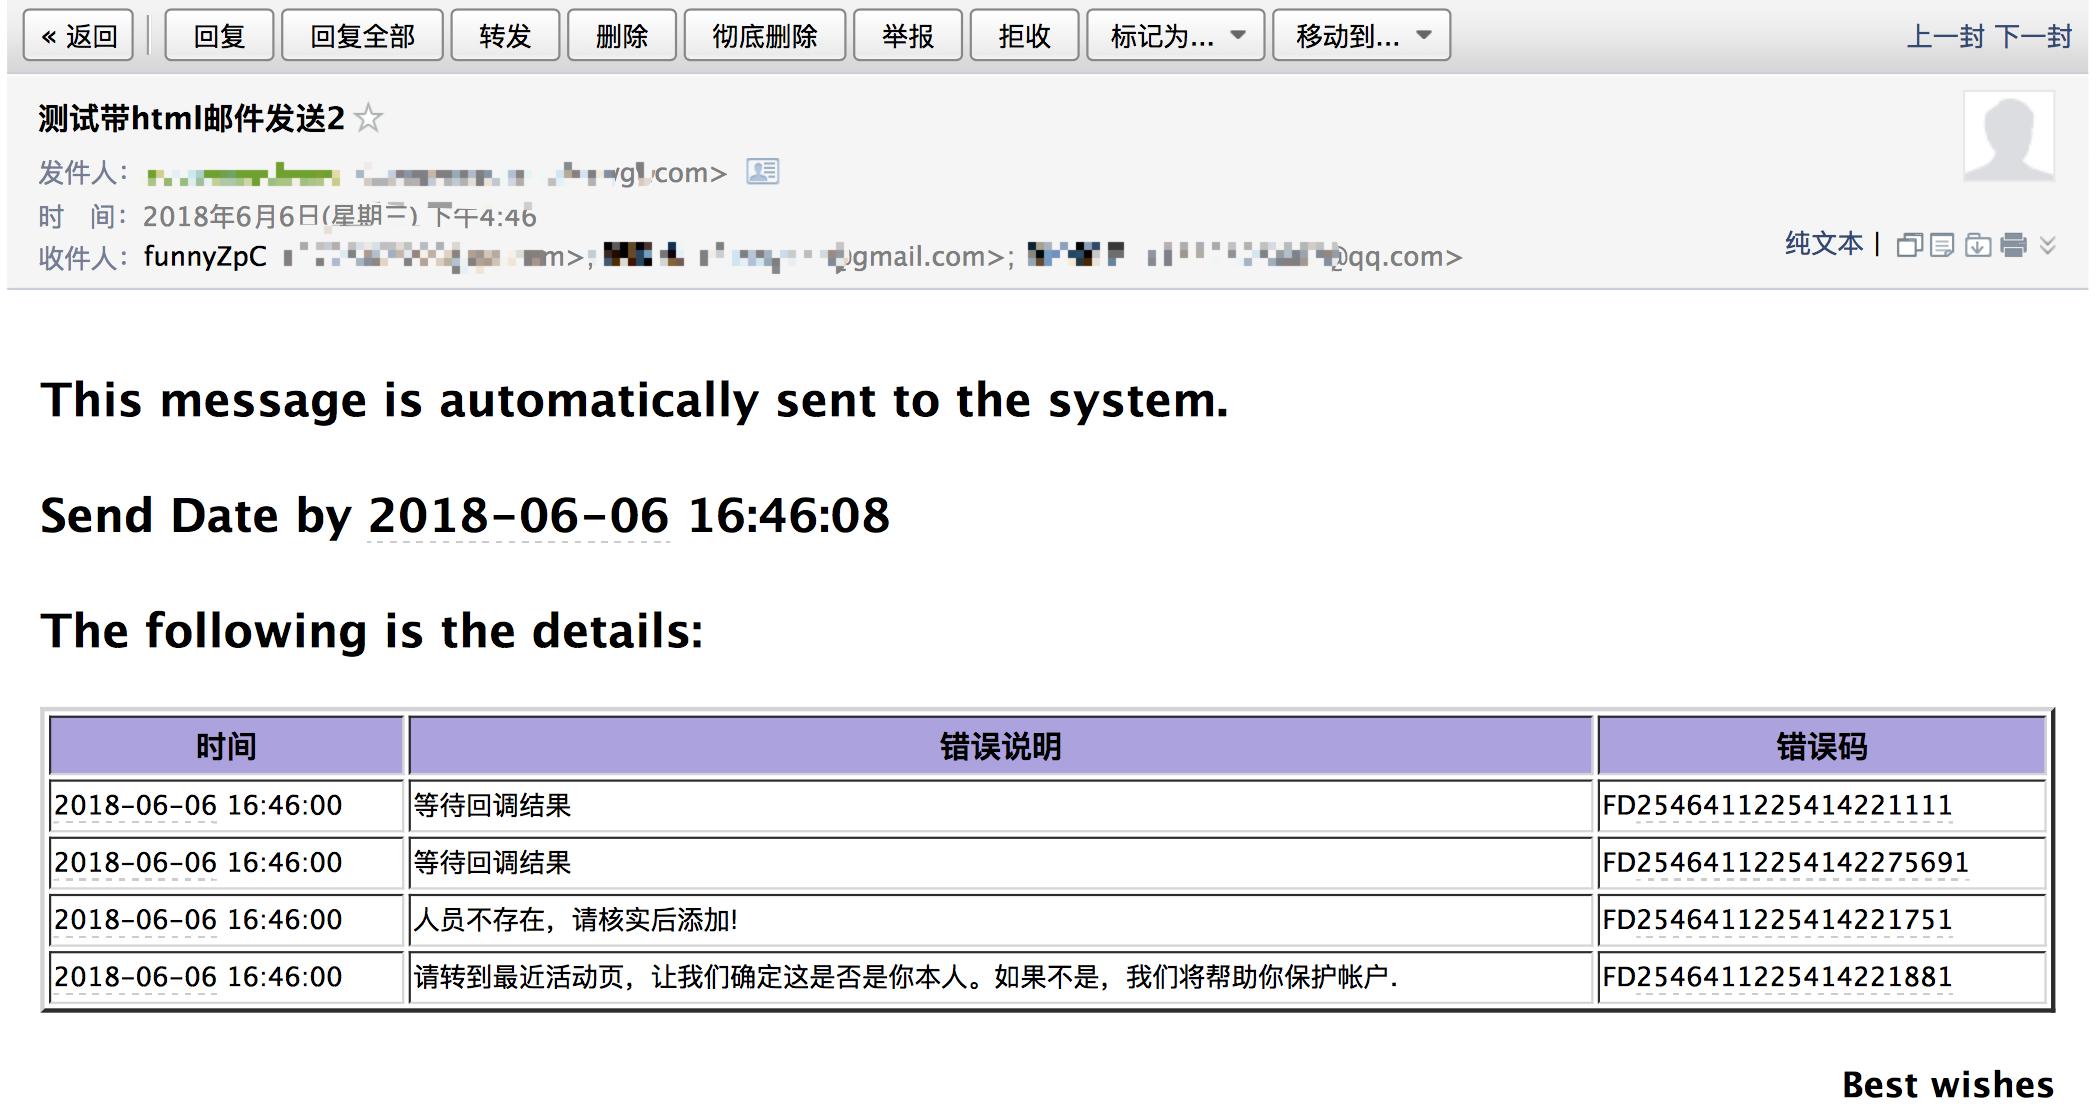 « 返回 回复 回复全部 转发 删除 彻底删除 举报 拒收 标记为... 移动到... 上一封 下一封
测试带html邮件发送2
发件人: com>
时 间: 2018年6月6日(星期三) 下午4:46
收件人: funnyZpC m>; @gmail.com>; @qq.com>
纯文本 |
This message is automatically sent to the system.
Send Date by 2018-06-06 16:46:08
The following is the details:
时间 错误说明 错误码
2018-06-06 16:46:00 等待回调结果 FD2546411225414221111
2018-06-06 16:46:00 等待回调结果 FD25464112254142275691
2018-06-06 16:46:00 人员不存在，请核实后添加! FD2546411225414221751
2018-06-06 16:46:00 请转到最近活动页，让我们确定这是否是你本人。如果不是，我们将帮助你保护帐户. FD2546411225414221881
Best wishes